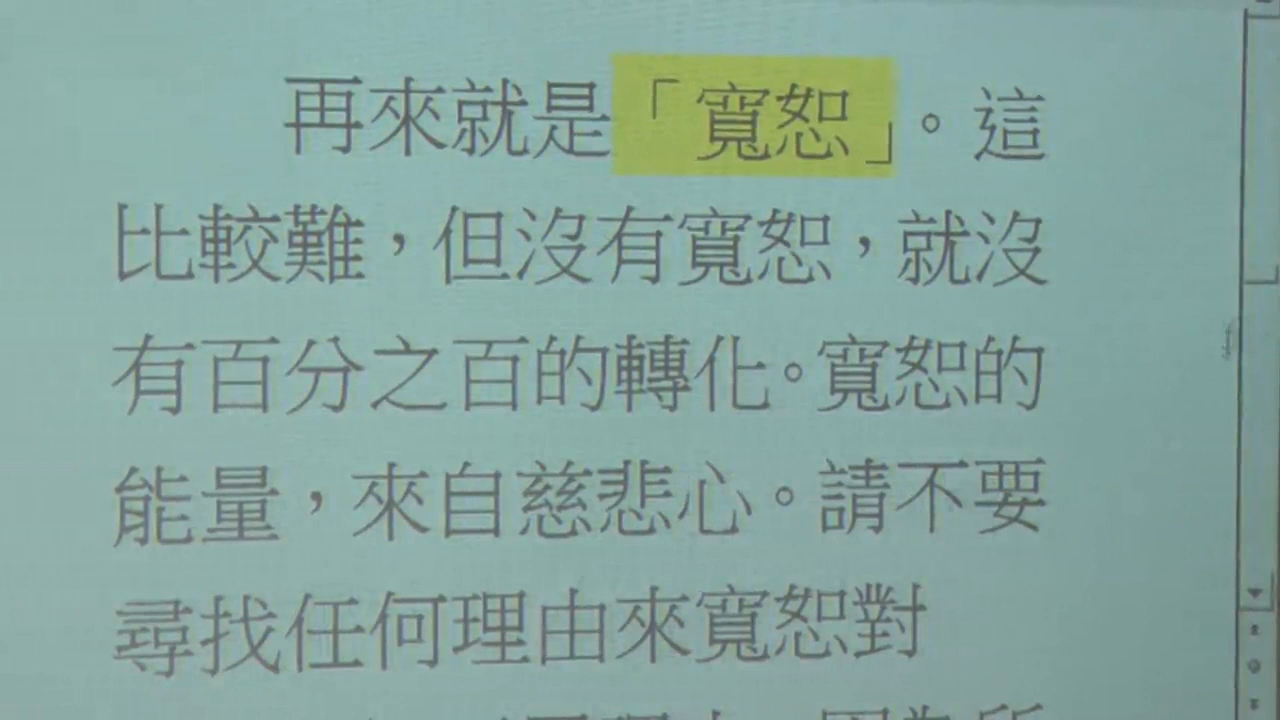 再來就是「寬恕」。這
比較難，但沒有寬恕，就沒
有百分之百的轉化。寬恕的
能量，來自慈悲心。請不要
尋找任何理由來寬恕對